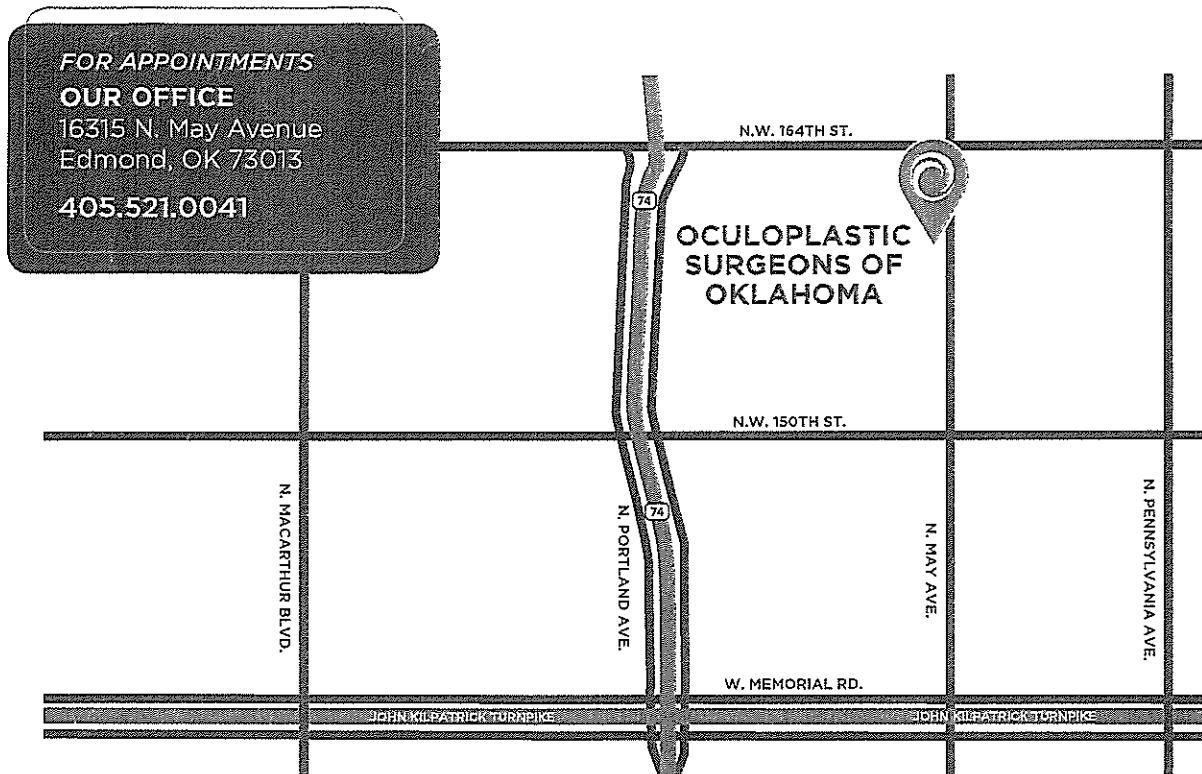 FOR APPOINTMENTS
OUR OFFICE
16315 N. May Avenue
Edmond, OK 73013
405.521.0041
N.W. 164TH ST.
74
OCULOPLASTIC
SURGEONS OF
OKLAHOMA
N.W. 150TH ST.
N. MACARTHUR BLVD.
N. PORTLAND AVE.
74
N. MAY AVE.
N. PENNSYLVANIA AVE.
W. MEMORIAL RD.
JOHN KILPATRICK TURNPIKE
JOHN KILPATRICK TURNPIKE